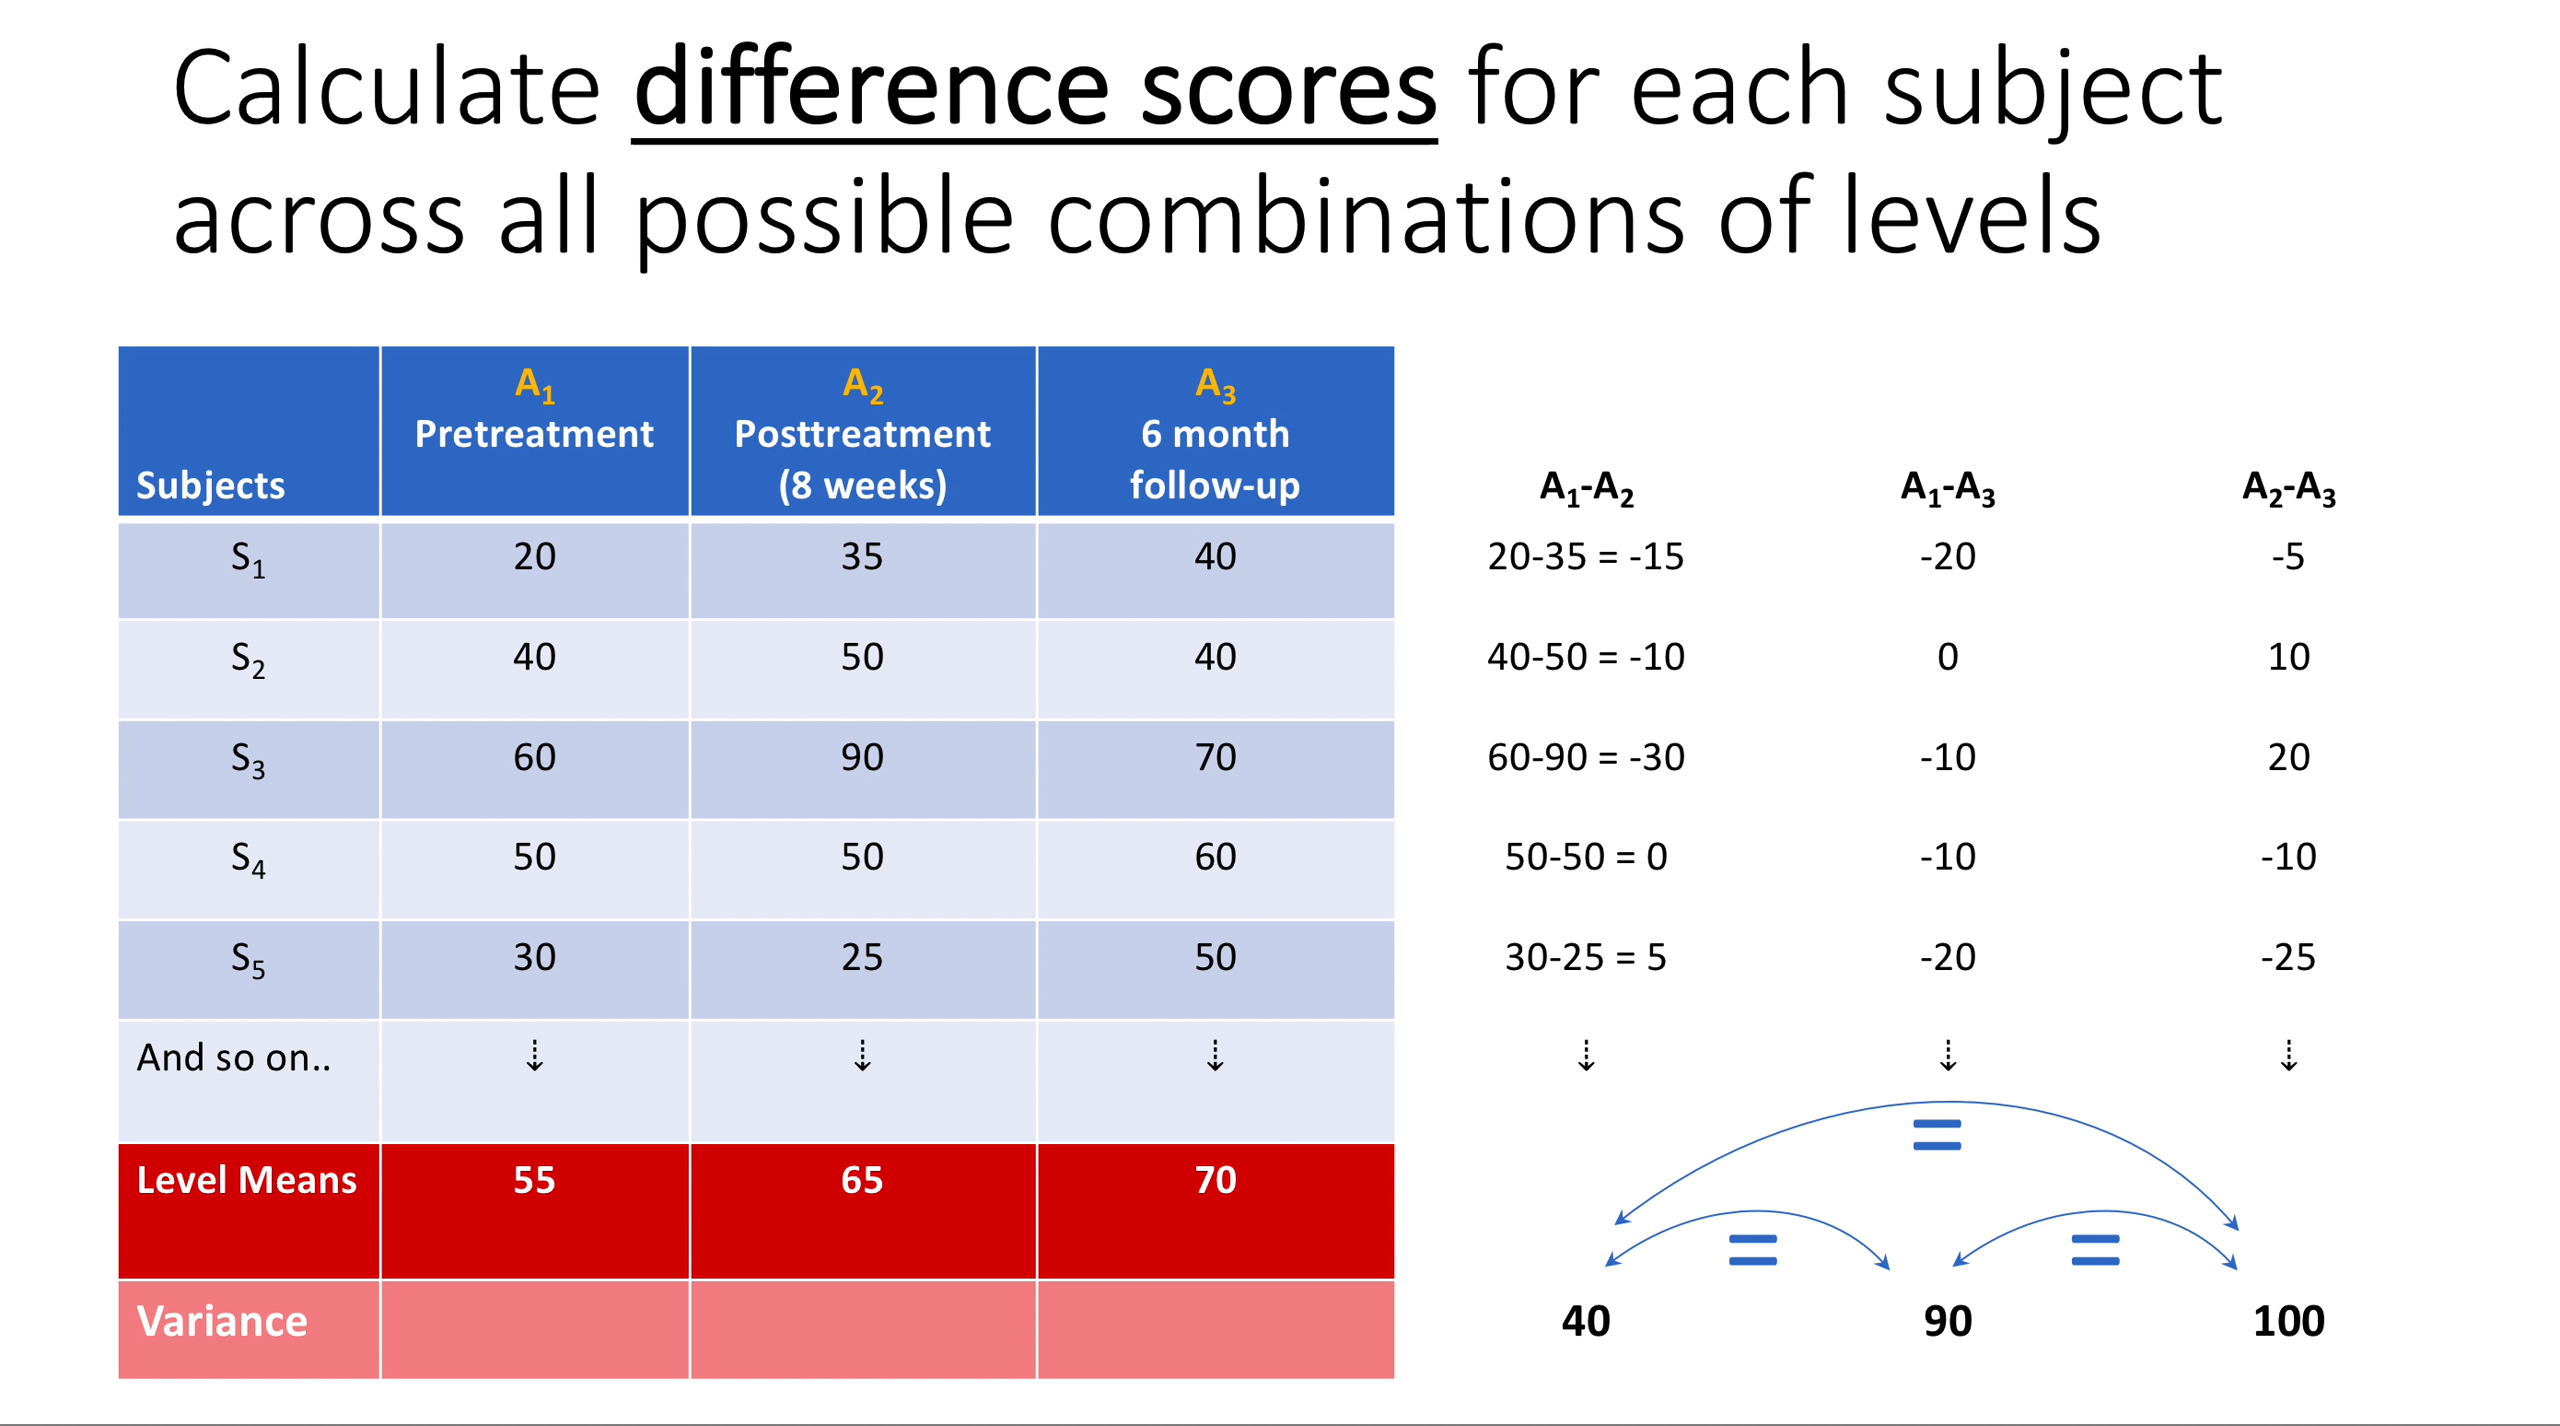 Calculate difference scores for each subject
across all possible combinations of levels
Subjects A₁ Pretreatment A₂ Posttreatment (8 weeks) A₃ 6 month follow-up A₁-A₂ A₁-A₃ A₂-A₃
S₁ 20 35 40 20-35 = -15 -20 -5
S₂ 40 50 40 40-50 = -10 0 10
S₃ 60 90 70 60-90 = -30 -10 20
S₄ 50 50 60 50-50 = 0 -10 -10
S₅ 30 25 50 30-25 = 5 -20 -25
And so on.. ⇣ ⇣ ⇣ ⇣ ⇣ ⇣
=
Level Means 55 65 70
= =
Variance 40 90 100